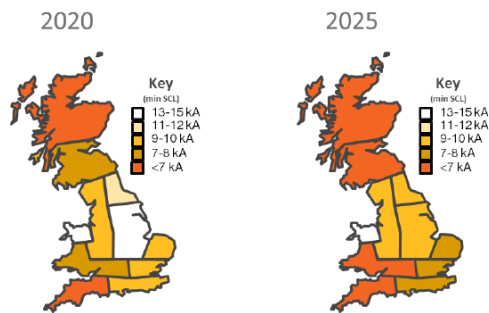 2020
Key
(min SCL)
13-15 kA
11-12 kA
9-10 kA
7-8 kA
<7 kA
2025
Key
(min SCL)
13-15 kA
11-12 kA
9-10 kA
7-8 kA
<7 kA